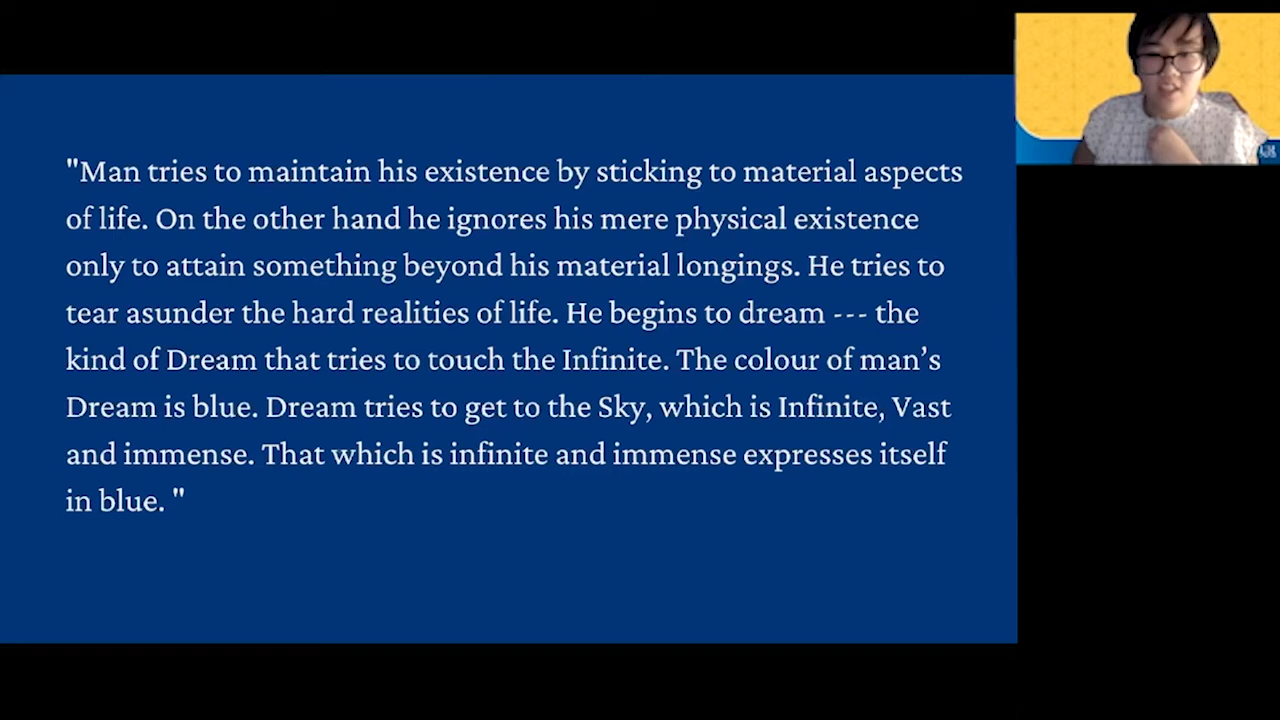 "Man tries to maintain his existence by sticking to material aspects
of life. On the other hand he ignores his mere physical existence
only to attain something beyond his material longings. He tries to
tear asunder the hard realities of life. He begins to dream --- the
kind of Dream that tries to touch the Infinite. The colour of man’s
Dream is blue. Dream tries to get to the Sky, which is Infinite, Vast
and immense. That which is infinite and immense expresses itself
in blue. "